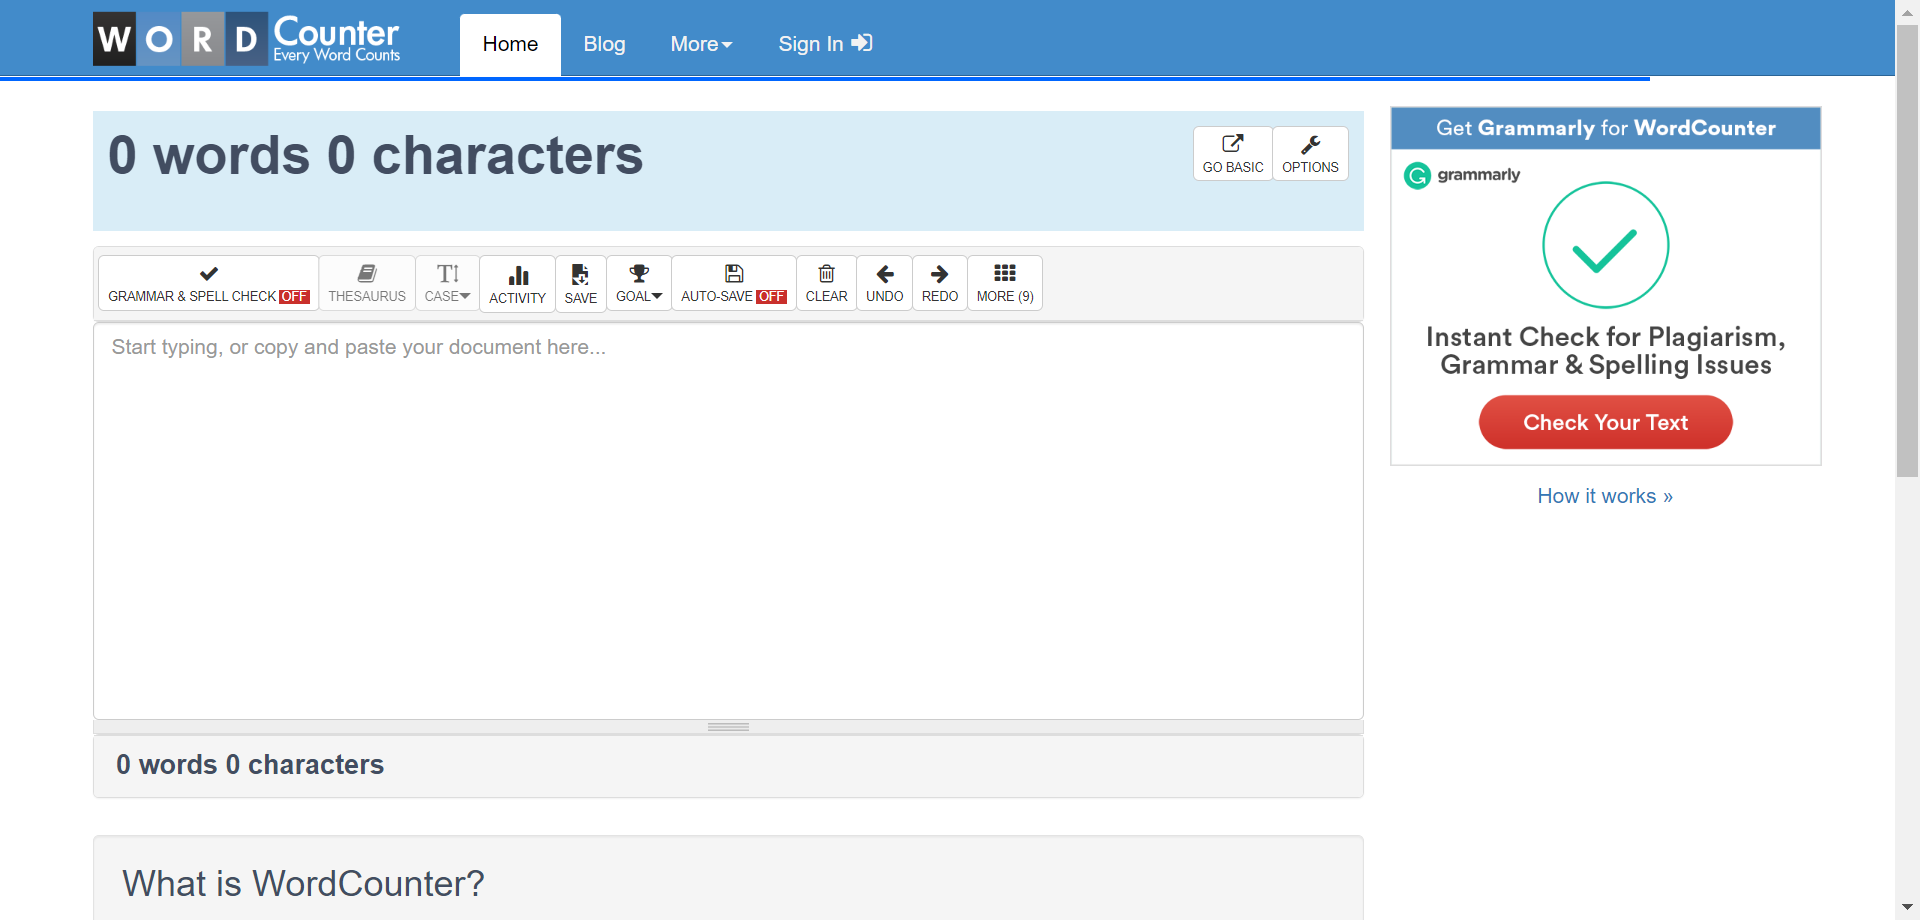 WORD Counter
Every Word Counts
Home
Blog
More
Sign In
0 words 0 characters
GO BASIC
OPTIONS
GRAMMAR & SPELL CHECK OFF
THESAURUS
CASE
ACTIVITY
SAVE
GOAL
AUTO-SAVE OFF
CLEAR
UNDO
REDO
MORE (9)
Start typing, or copy and paste your document here...
0 words 0 characters
What is WordCounter?
Get Grammarly for WordCounter
grammarly
Instant Check for Plagiarism,
Grammar & Spelling Issues
Check Your Text
How it works »